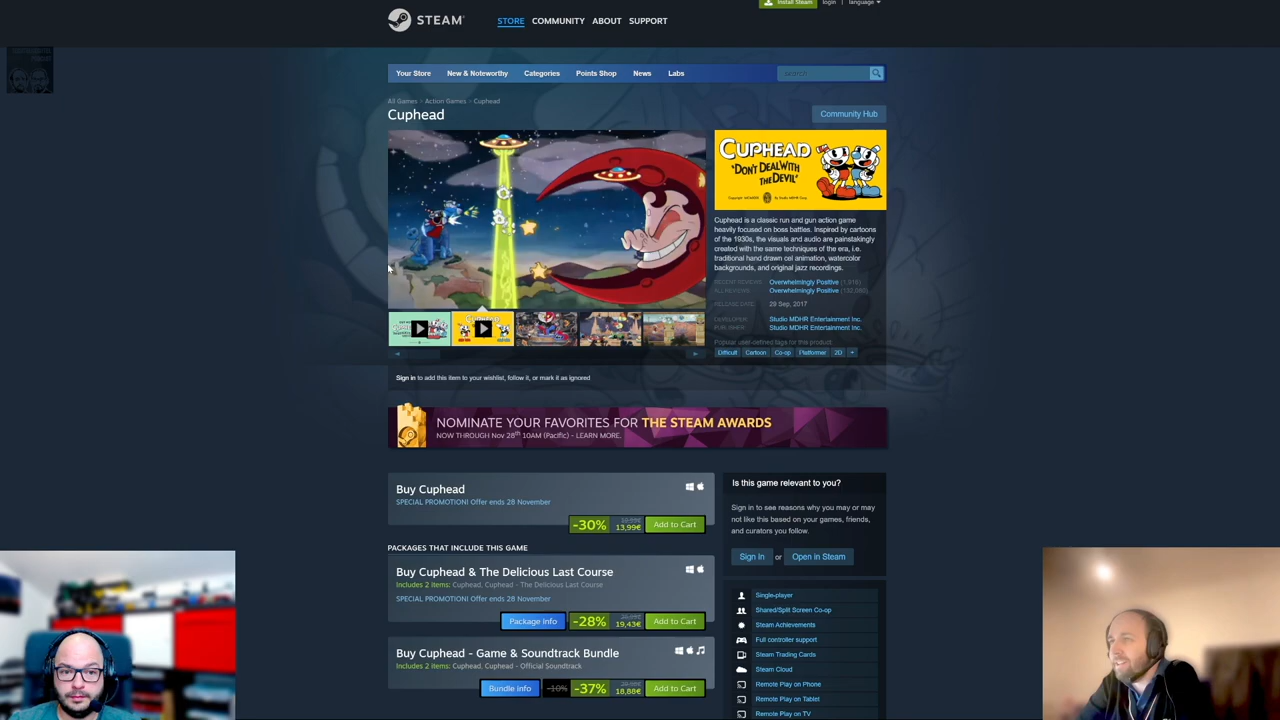 Install Steam
login | language
STEAM®
STORE COMMUNITY ABOUT SUPPORT
Your Store New & Noteworthy Categories Points Shop News Labs search
All Games > Action Games > Cuphead
Cuphead
Community Hub
CUPHEAD
"DON'T DEAL WITH
THE DEVIL"
Cuphead is a classic run and gun action game
heavily focused on boss battles. Inspired by cartoons
of the 1930s, the visuals and audio are painstakingly
created with the same techniques of the era, i.e.
traditional hand drawn cel animation, watercolor
backgrounds, and original jazz recordings.
RECENT REVIEWS: Overwhelmingly Positive (1,916)
ALL REVIEWS: Overwhelmingly Positive
RELEASE DATE: 29 Sep, 2017
DEVELOPER: Studio MDHR Entertainment Inc.
PUBLISHER: Studio MDHR Entertainment Inc.
Popular user-defined tags for this product:
Difficult Cartoon Co-op Platformer 2D +
Sign in to add this item to your wishlist, follow it, or mark it as ignored
NOMINATE YOUR FAVORITES FOR THE STEAM AWARDS
NOW THROUGH Nov 28th 10AM (Pacific) - LEARN MORE.
Buy Cuphead
SPECIAL PROMOTION! Offer ends 28 November
-30% 13,99€ Add to Cart
PACKAGES THAT INCLUDE THIS GAME
Buy Cuphead & The Delicious Last Course
Includes 2 items: Cuphead, Cuphead - The Delicious Last Course
SPECIAL PROMOTION! Offer ends 28 November
Package info -28% 19,43€ Add to Cart
Buy Cuphead - Game & Soundtrack Bundle
Includes 2 items: Cuphead, Cuphead - Official Soundtrack
Bundle info -10% -37% 18,88€ Add to Cart
Is this game relevant to you?
Sign in to see reasons why you may or may
not like this based on your games, friends,
and curators you follow.
Sign In or Open in Steam
Single-player
Shared/Split Screen Co-op
Steam Achievements
Full controller support
Steam Trading Cards
Steam Cloud
Remote Play on Phone
Remote Play on Tablet
Remote Play on TV